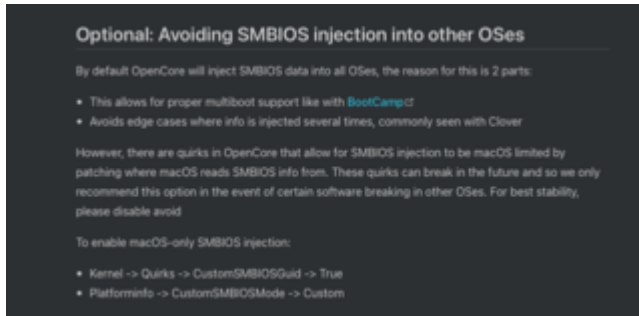 Optional: Avoiding SMBIOS injection into other OSes
By default OpenCore will inject SMBIOS data into all OSes, the reason for this is 2 parts:
• This allows for proper multiboot support like with BootCamp
• Avoids edge cases where info is injected several times, commonly seen with Clover
However, there are quirks in OpenCore that allow for SMBIOS injection to be macOS limited by
patching where macOS reads SMBIOS info from. These quirks can break in the future and so we only
recommend this option in the event of certain software breaking in other OSes. For best stability,
please disable avoid
To enable macOS-only SMBIOS injection:
• Kernel -> Quirks -> CustomSMBIOSGuid -> True
• Platforminfo -> CustomSMBIOSMode -> Custom